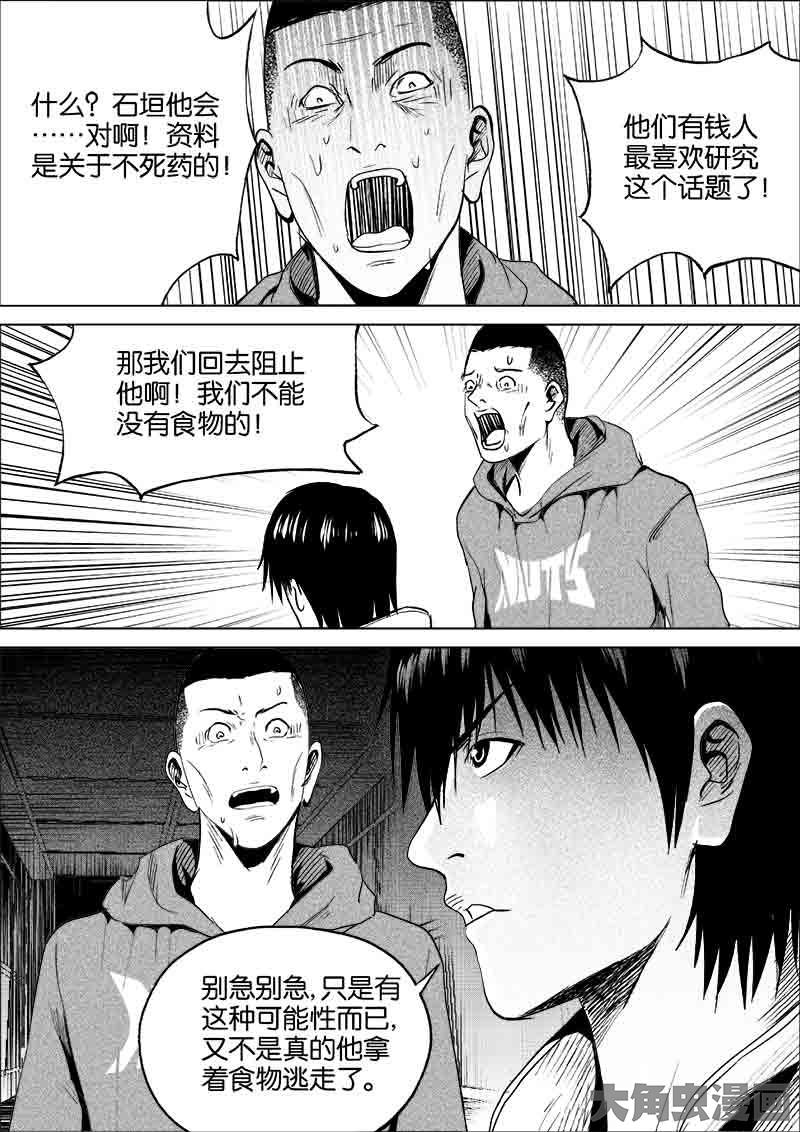 什么？石垣他会
……对啊！资料
是关于不死药的！
他们有钱人
最喜欢研究
这个话题了！
那我们回去阻止
他啊！我们不能
没有食物的！
别急别急，只是有
这种可能性而已，
又不是真的他拿
着食物逃走了。
大角虫漫画